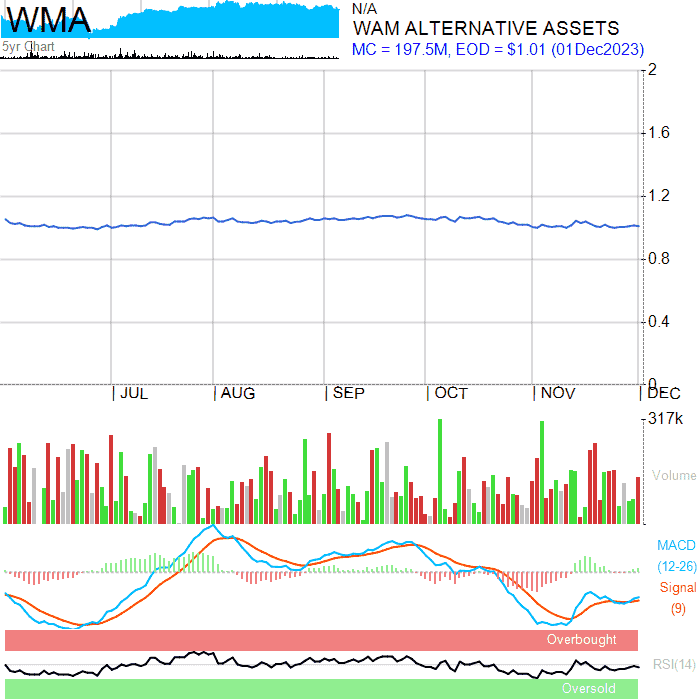 WMA
5yr Chart
N/A
WAM ALTERNATIVE ASSETS
MC = 197.5M, EOD = $1.01 (01Dec2023)
2
1.6
1.2
0.8
0.4
0
JUL
AUG
SEP
OCT
NOV
DEC
317k
Volume
MACD
(12-26)
Signal
(9)
Overbought
RSI(14)
Oversold